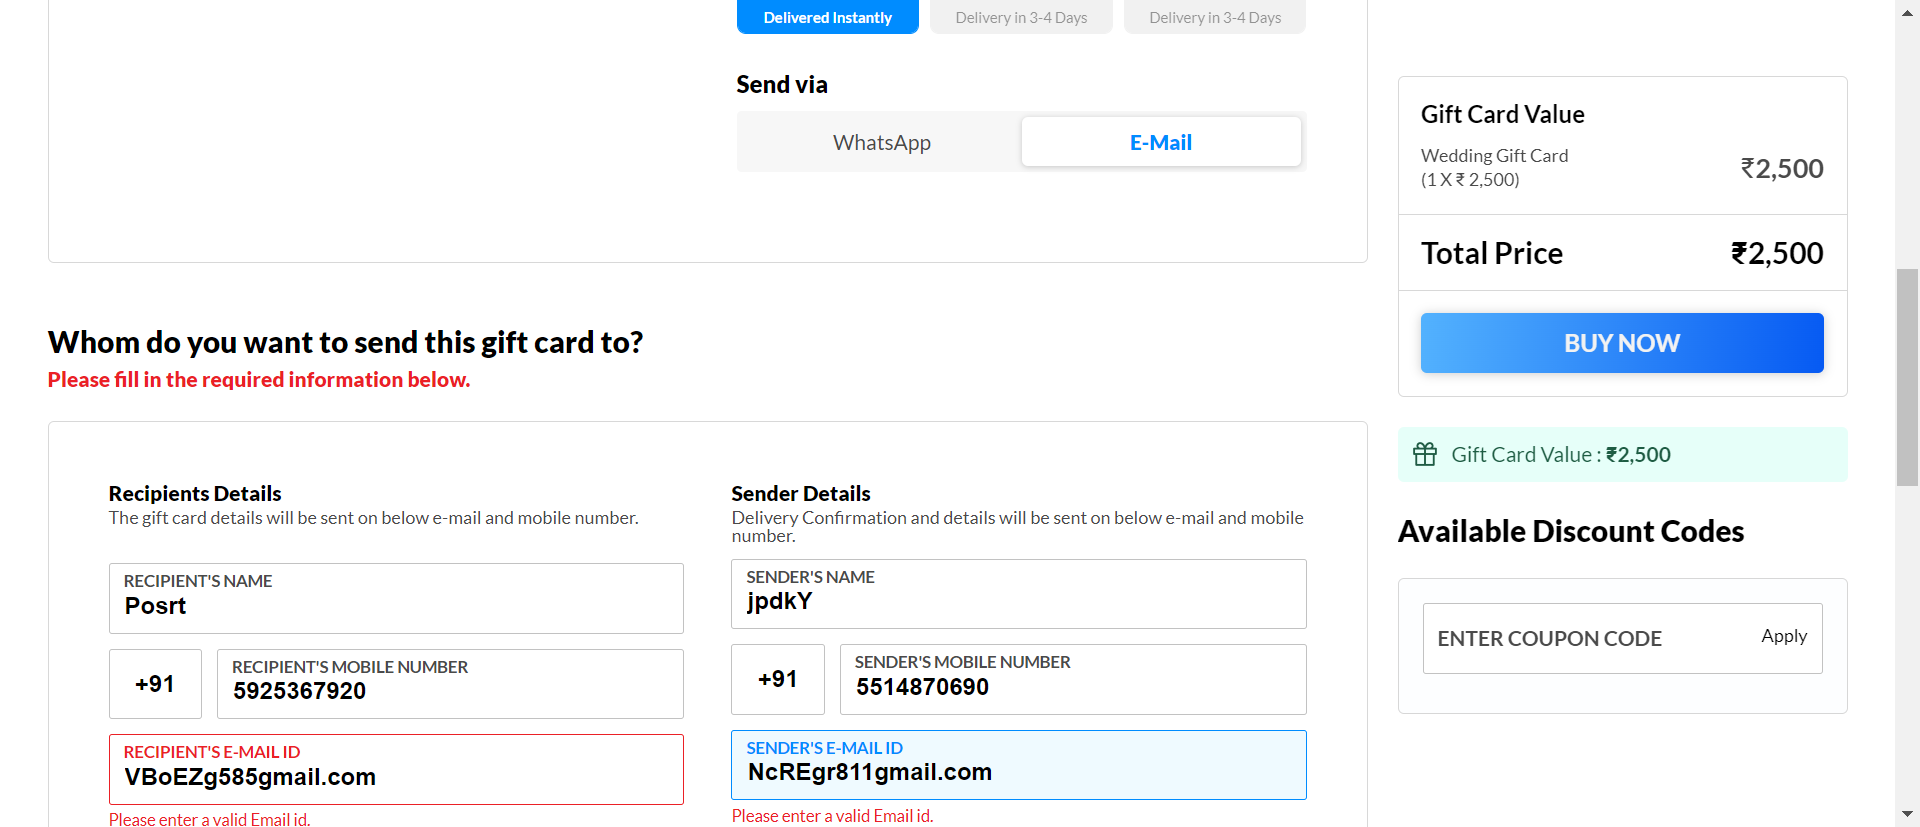 Delivered Instantly
Delivery in 3-4 Days
Delivery in 3-4 Days
Send via
WhatsApp
E-Mail
Whom do you want to send this gift card to?
Please fill in the required information below.
Recipients Details
The gift card details will be sent on below e-mail and mobile number.
RECIPIENT'S NAME
Posrt
+91
RECIPIENT'S MOBILE NUMBER
5925367920
RECIPIENT'S E-MAIL ID
VBoEZg585gmail.com
Please enter a valid Email id.
Sender Details
Delivery Confirmation and details will be sent on below e-mail and mobile
number.
SENDER'S NAME
jpdkY
+91
SENDER'S MOBILE NUMBER
5514870690
SENDER'S E-MAIL ID
NcREgr811gmail.com
Please enter a valid Email id.
Gift Card Value
Wedding Gift Card
(1 X ₹ 2,500)
₹2,500
Total Price
₹2,500
BUY NOW
Gift Card Value : ₹2,500
Available Discount Codes
ENTER COUPON CODE
Apply